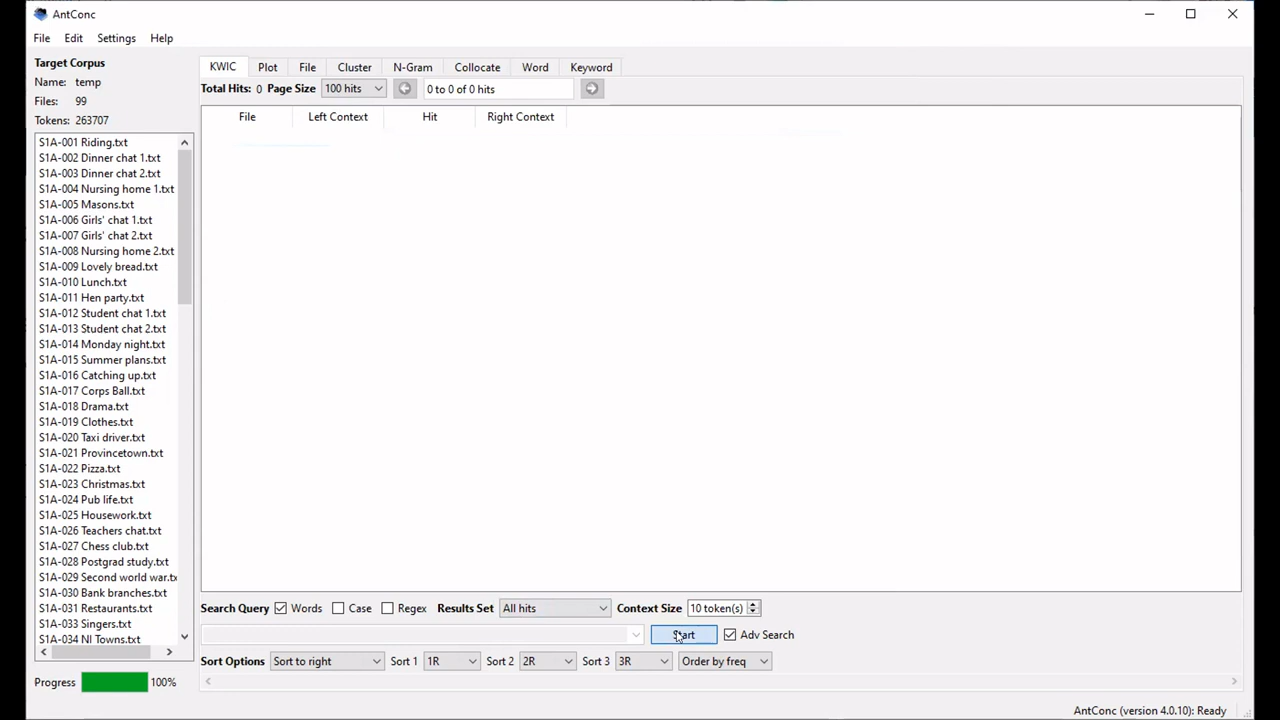 AntConc
File Edit Settings Help
Target Corpus
Name: temp
Files: 99
Tokens: 263707
S1A-001 Riding.txt
S1A-002 Dinner chat 1.txt
S1A-003 Dinner chat 2.txt
S1A-004 Nursing home 1.txt
S1A-005 Masons.txt
S1A-006 Girls' chat 1.txt
S1A-007 Girls' chat 2.txt
S1A-008 Nursing home 2.txt
S1A-009 Lovely bread.txt
S1A-010 Lunch.txt
S1A-011 Hen party.txt
S1A-012 Student chat 1.txt
S1A-013 Student chat 2.txt
S1A-014 Monday night.txt
S1A-015 Summer plans.txt
S1A-016 Catching up.txt
S1A-017 Corps Ball.txt
S1A-018 Drama.txt
S1A-019 Clothes.txt
S1A-020 Taxi driver.txt
S1A-021 Provincetown.txt
S1A-022 Pizza.txt
S1A-023 Christmas.txt
S1A-024 Pub life.txt
S1A-025 Housework.txt
S1A-026 Teachers chat.txt
S1A-027 Chess club.txt
S1A-028 Postgrad study.txt
S1A-029 Second world war.tx
S1A-030 Bank branches.txt
S1A-031 Restaurants.txt
S1A-033 Singers.txt
S1A-034 NI Towns.txt
Progress 100%
KWIC Plot File Cluster N-Gram Collocate Word Keyword
Total Hits: 0 Page Size 100 hits 0 to 0 of 0 hits
File Left Context Hit Right Context
Search Query Words Case Regex Results Set All hits Context Size 10 token(s)
Start Adv Search
Sort Options Sort to right Sort 1 1R Sort 2 2R Sort 3 3R Order by freq
AntConc (version 4.0.10): Ready